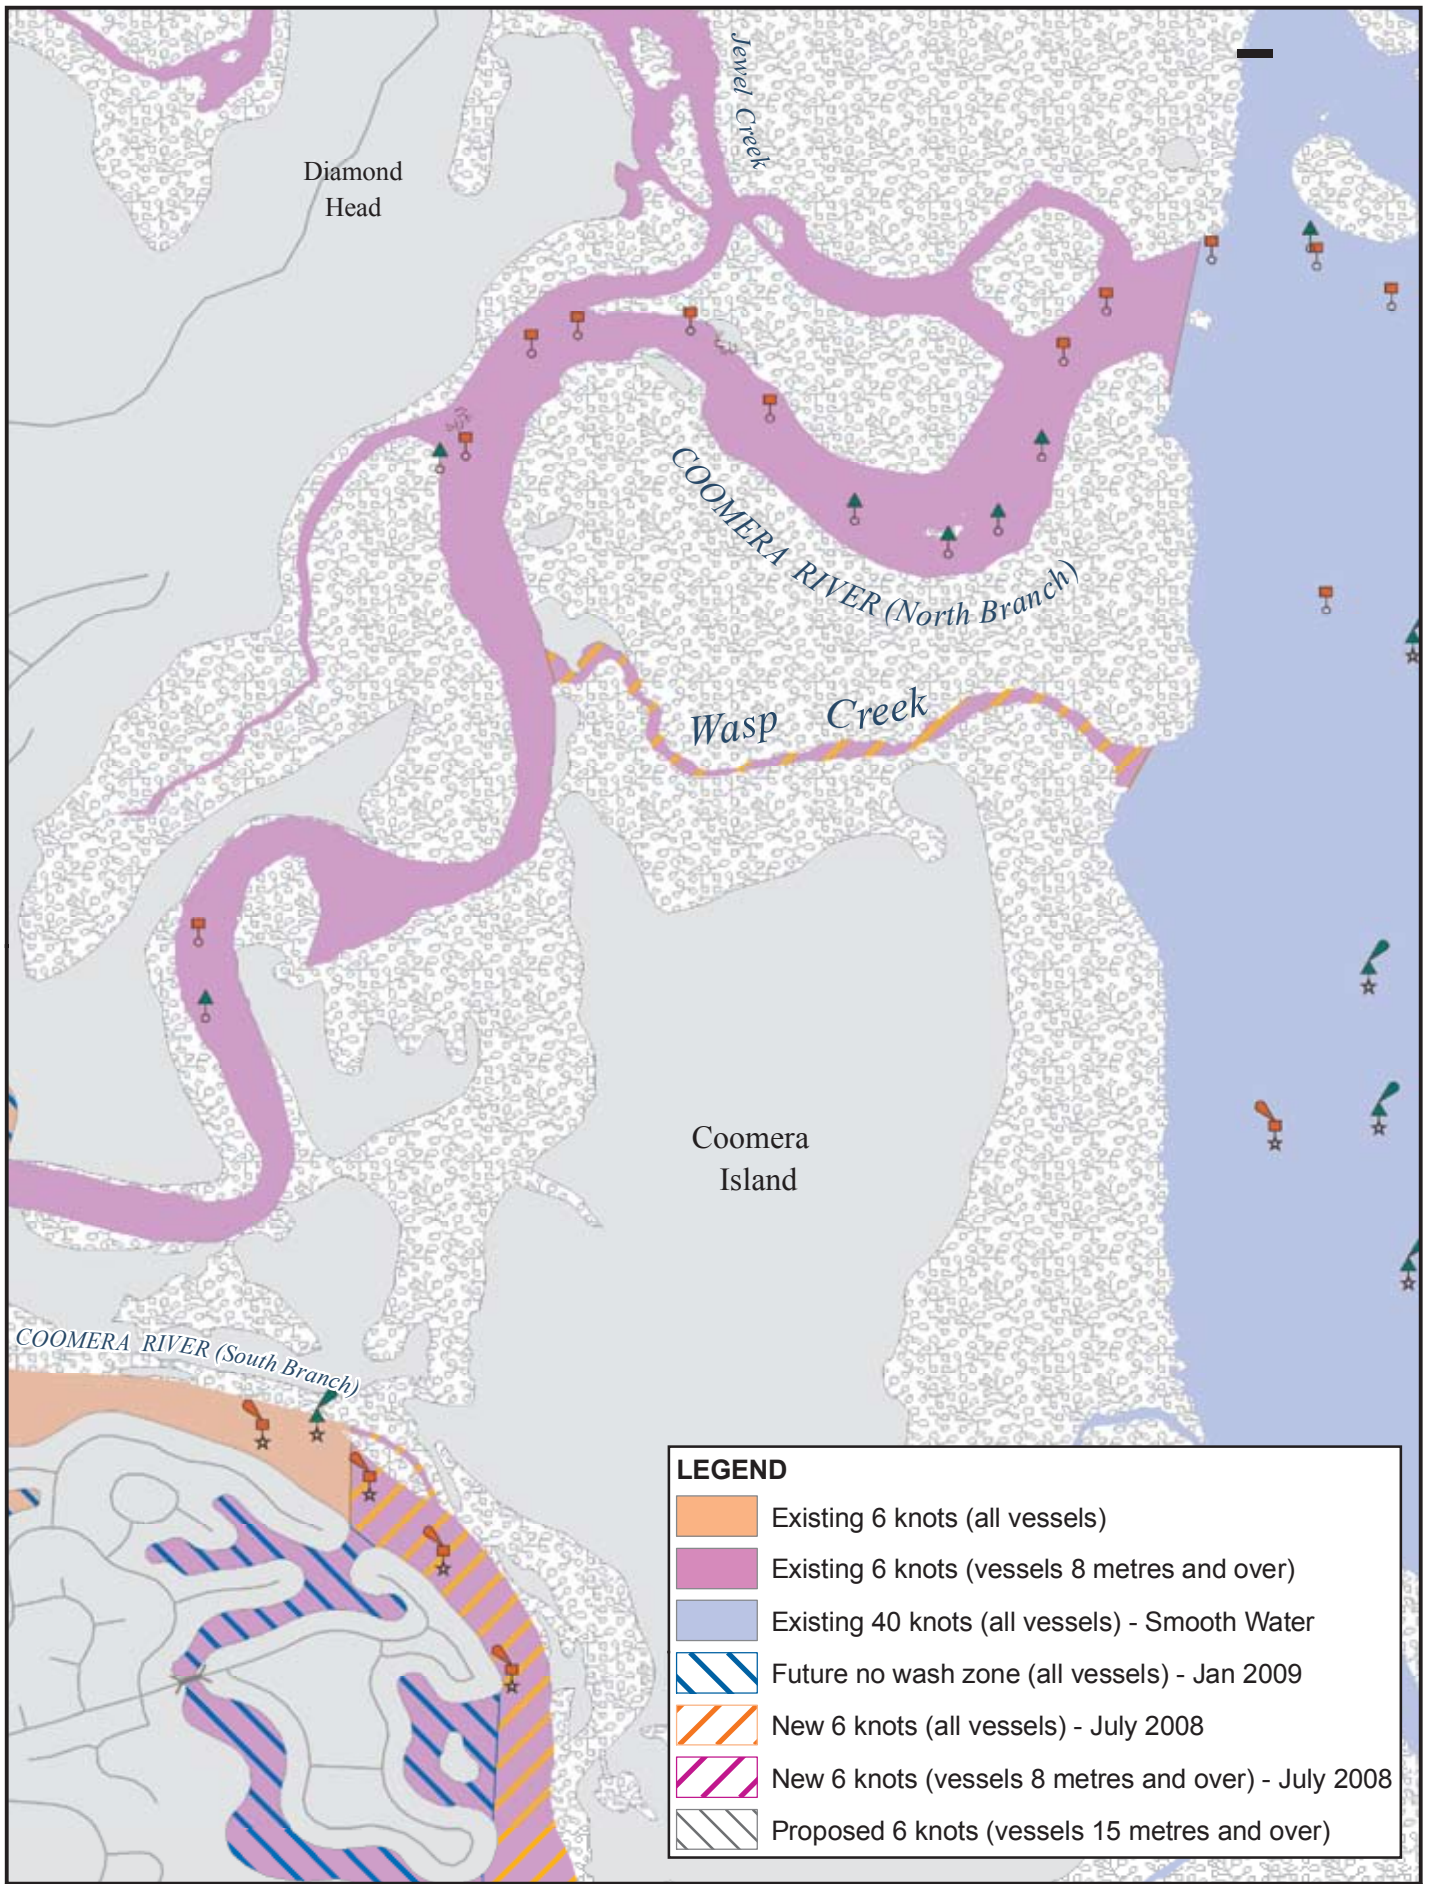 Jewel Creek
Diamond
Head
COOMERA RIVER (North Branch)
Wasp Creek
Coomera
Island
COOMERA RIVER (South Branch)
LEGEND
Existing 6 knots (all vessels)
Existing 6 knots (vessels 8 metres and over)
Existing 40 knots (all vessels) - Smooth Water
Future no wash zone (all vessels) - Jan 2009
New 6 knots (all vessels) - July 2008
New 6 knots (vessels 8 metres and over) - July 2008
Proposed 6 knots (vessels 15 metres and over)